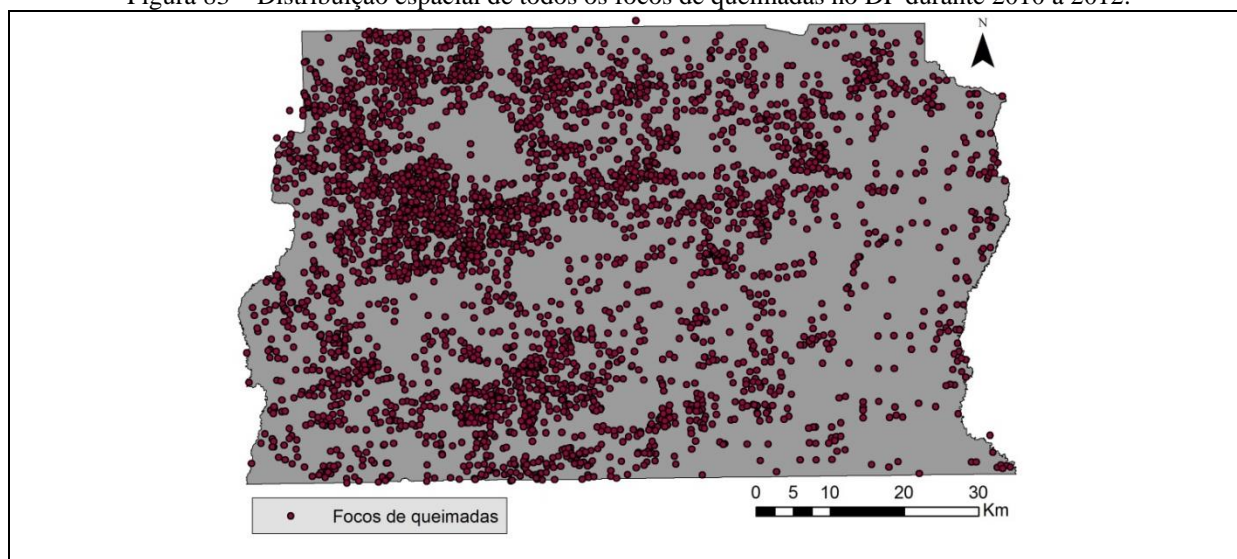 Figura 83 – Distribuição espacial de todos os focos de queimadas no DF durante 2010 a 2012.
N
0 5 10 20 30
Km
Focos de queimadas